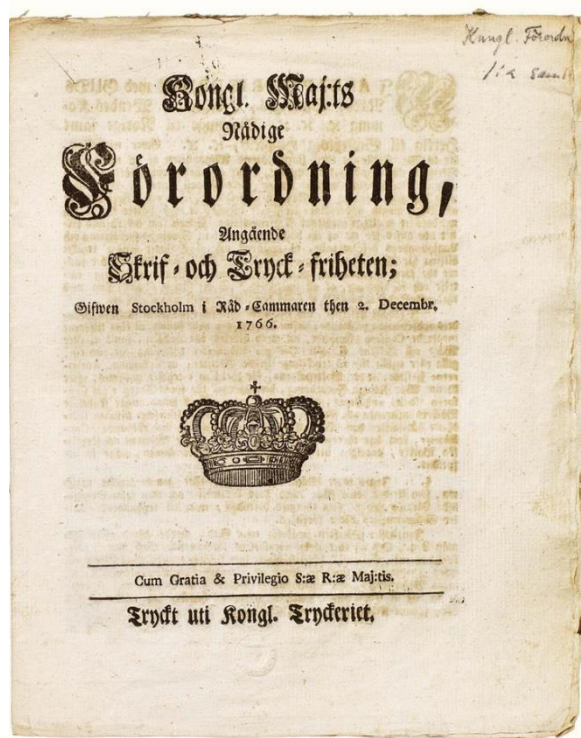 Kungl. Förordn
Kongl. Maj:ts
Nådige
Förordning,
Angående
Skrif- och Tryck-friheten;
Gifwen Stockholm i Råd-Cammaren then 2. Decembr.
1766.
Cum Gratia & Privilegio S:æ R:æ Maj:tis.
Tryckt uti Kongl. Tryckeriet.